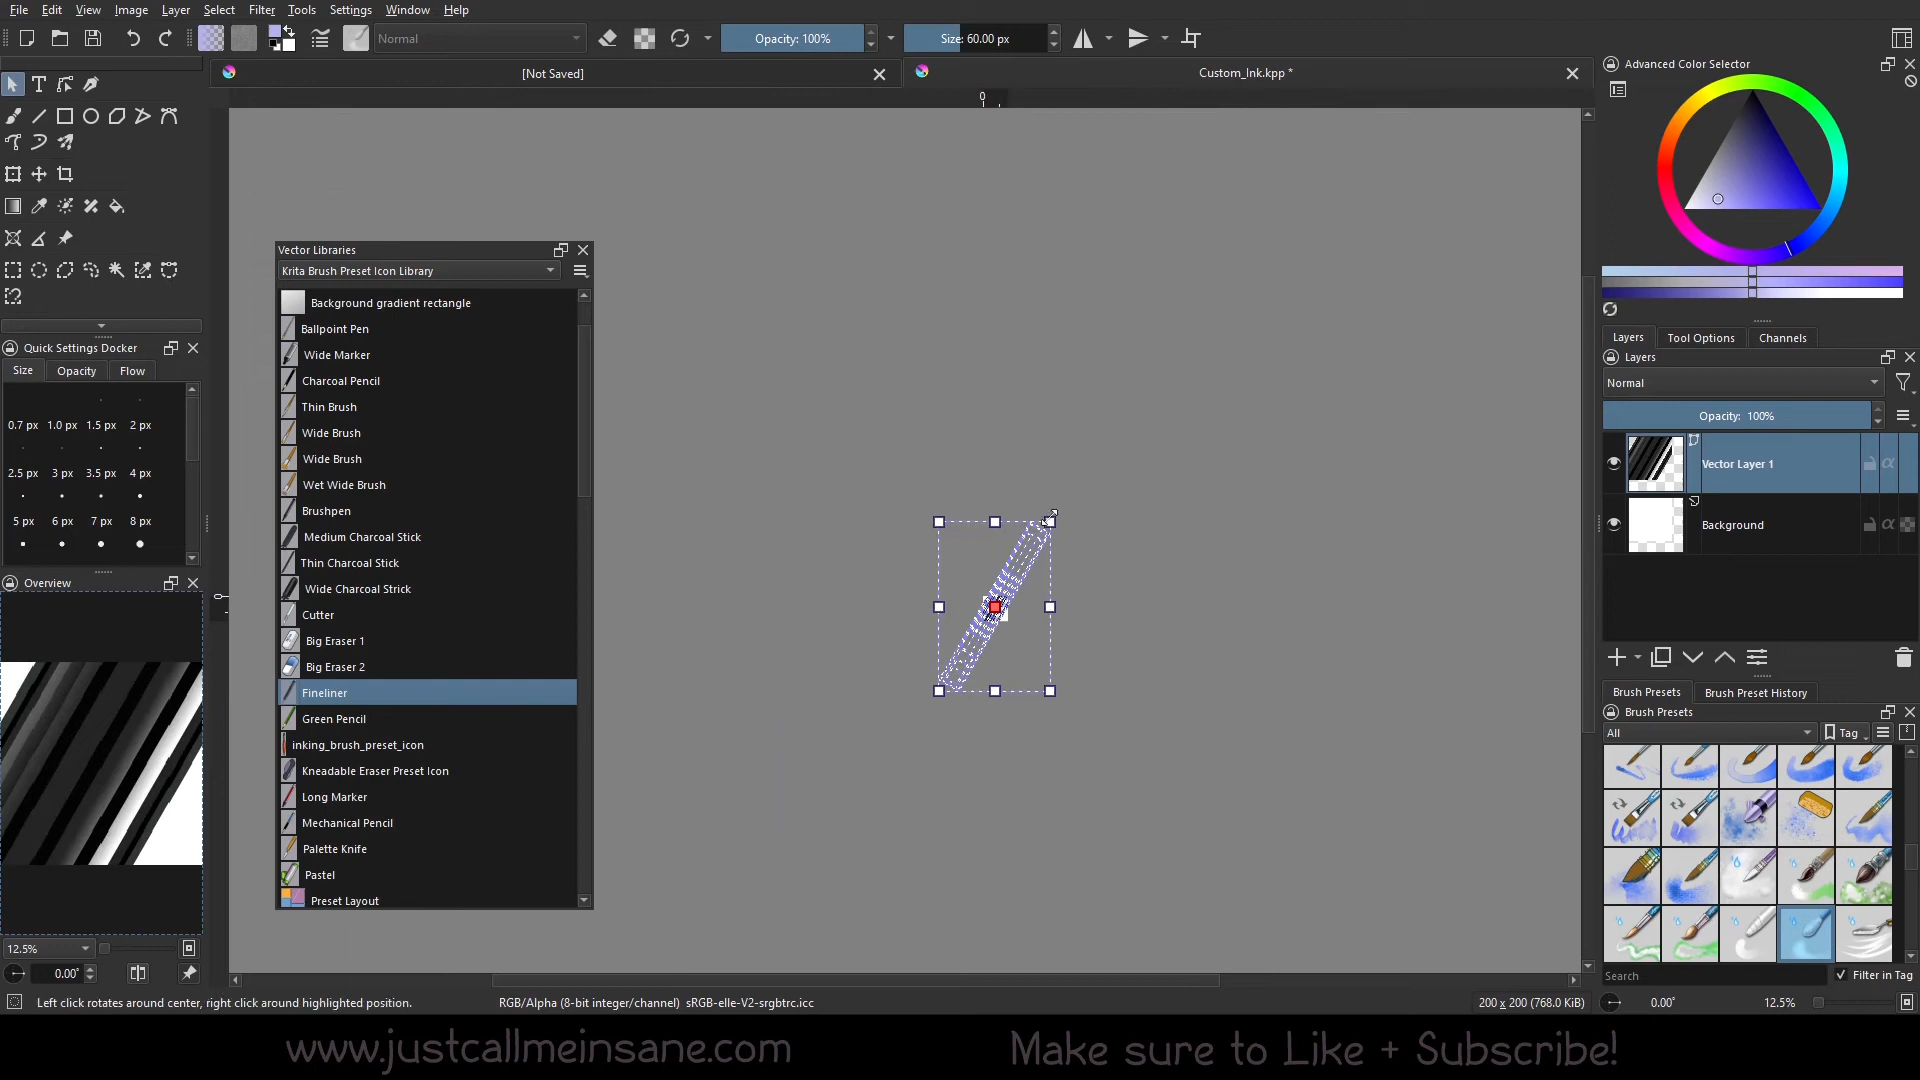 File Edit View Image Layer Select Filter Tools Settings Window Help
Normal
Opacity: 100%
Size: 60.00 px
[Not Saved]
Custom_Ink.kpp *
Advanced Color Selector
0
Vector Libraries
Krita Brush Preset Icon Library
Background gradient rectangle
Ballpoint Pen
Wide Marker
Charcoal Pencil
Thin Brush
Wide Brush
Wide Brush
Wet Wide Brush
Brushpen
Medium Charcoal Stick
Thin Charcoal Stick
Wide Charcoal Strick
Cutter
Big Eraser 1
Big Eraser 2
Fineliner
Green Pencil
inking_brush_preset_icon
Kneadable Eraser Preset Icon
Long Marker
Mechanical Pencil
Palette Knife
Pastel
Preset Layout
Quick Settings Docker
Size Opacity Flow
0.7 px 1.0 px 1.5 px 2 px
2.5 px 3 px 3.5 px 4 px
5 px 6 px 7 px 8 px
Overview
12.5%
0.00°
Layers Tool Options Channels
Layers
Normal
Opacity: 100%
Vector Layer 1
Background
Brush Presets Brush Preset History
Brush Presets
All
Tag
Search
Filter in Tag
Left click rotates around center, right click around highlighted position.
RGB/Alpha (8-bit integer/channel) sRGB-elle-V2-srgbtrc.icc
200 x 200 (768.0 KiB)
0.00°
12.5%
www.justcallmeinsane.com
Make sure to Like + Subscribe!